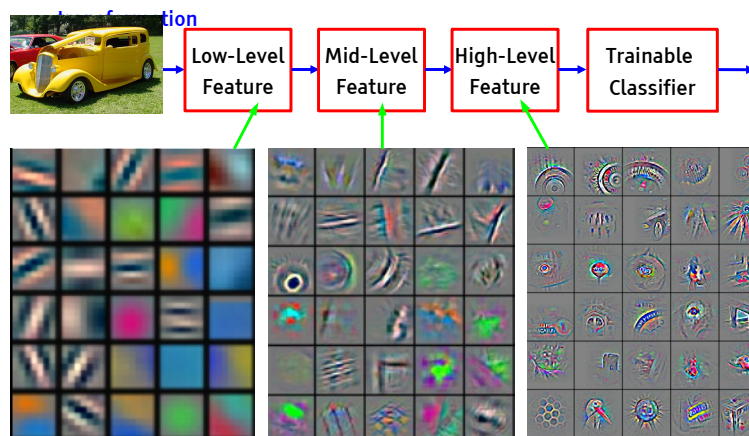 Low-Level
Feature
Mid-Level
Feature
High-Level
Feature
Trainable
Classifier